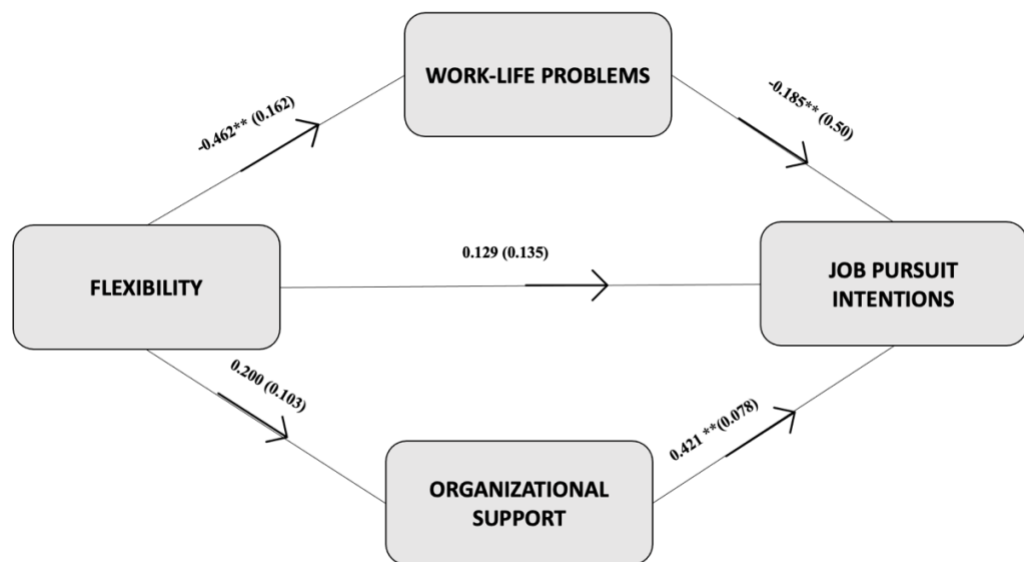 WORK-LIFE PROBLEMS
-0.462** (0.162)
-0.185** (0.50)
0.129 (0.135)
FLEXIBILITY
JOB PURSUIT
INTENTIONS
0.200 (0.103)
0.421 **(0.078)
ORGANIZATIONAL
SUPPORT